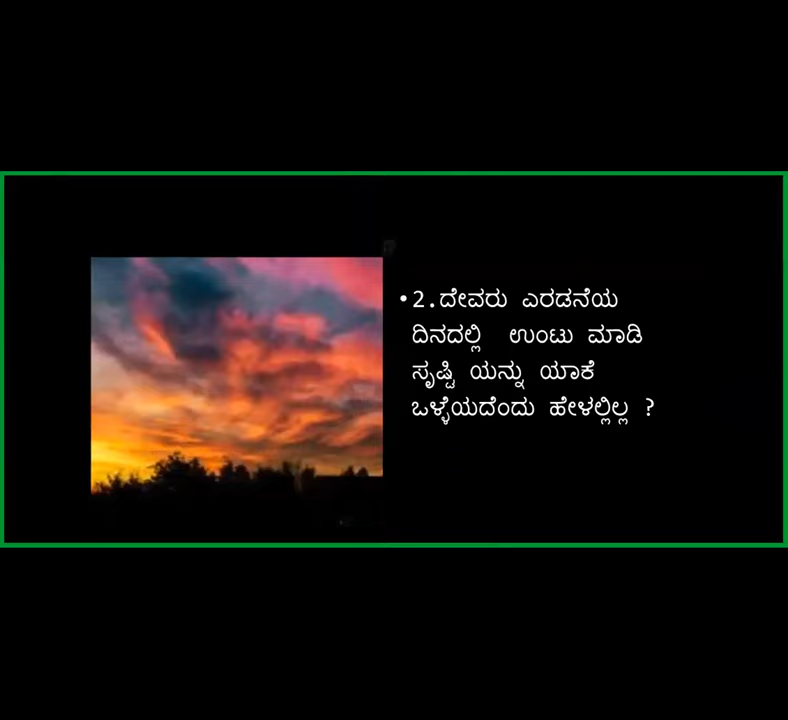 •2.ದೇವರು ಎರಡನೆಯ
ದಿನದಲ್ಲಿ ಉಂಟು ಮಾಡಿ
ಸೃಷ್ಟಿ ಯನ್ನು ಯಾಕೆ
ಒಳ್ಳೆಯದೆಂದು ಹೇಳಲ್ಲಿಲ್ಲ ?